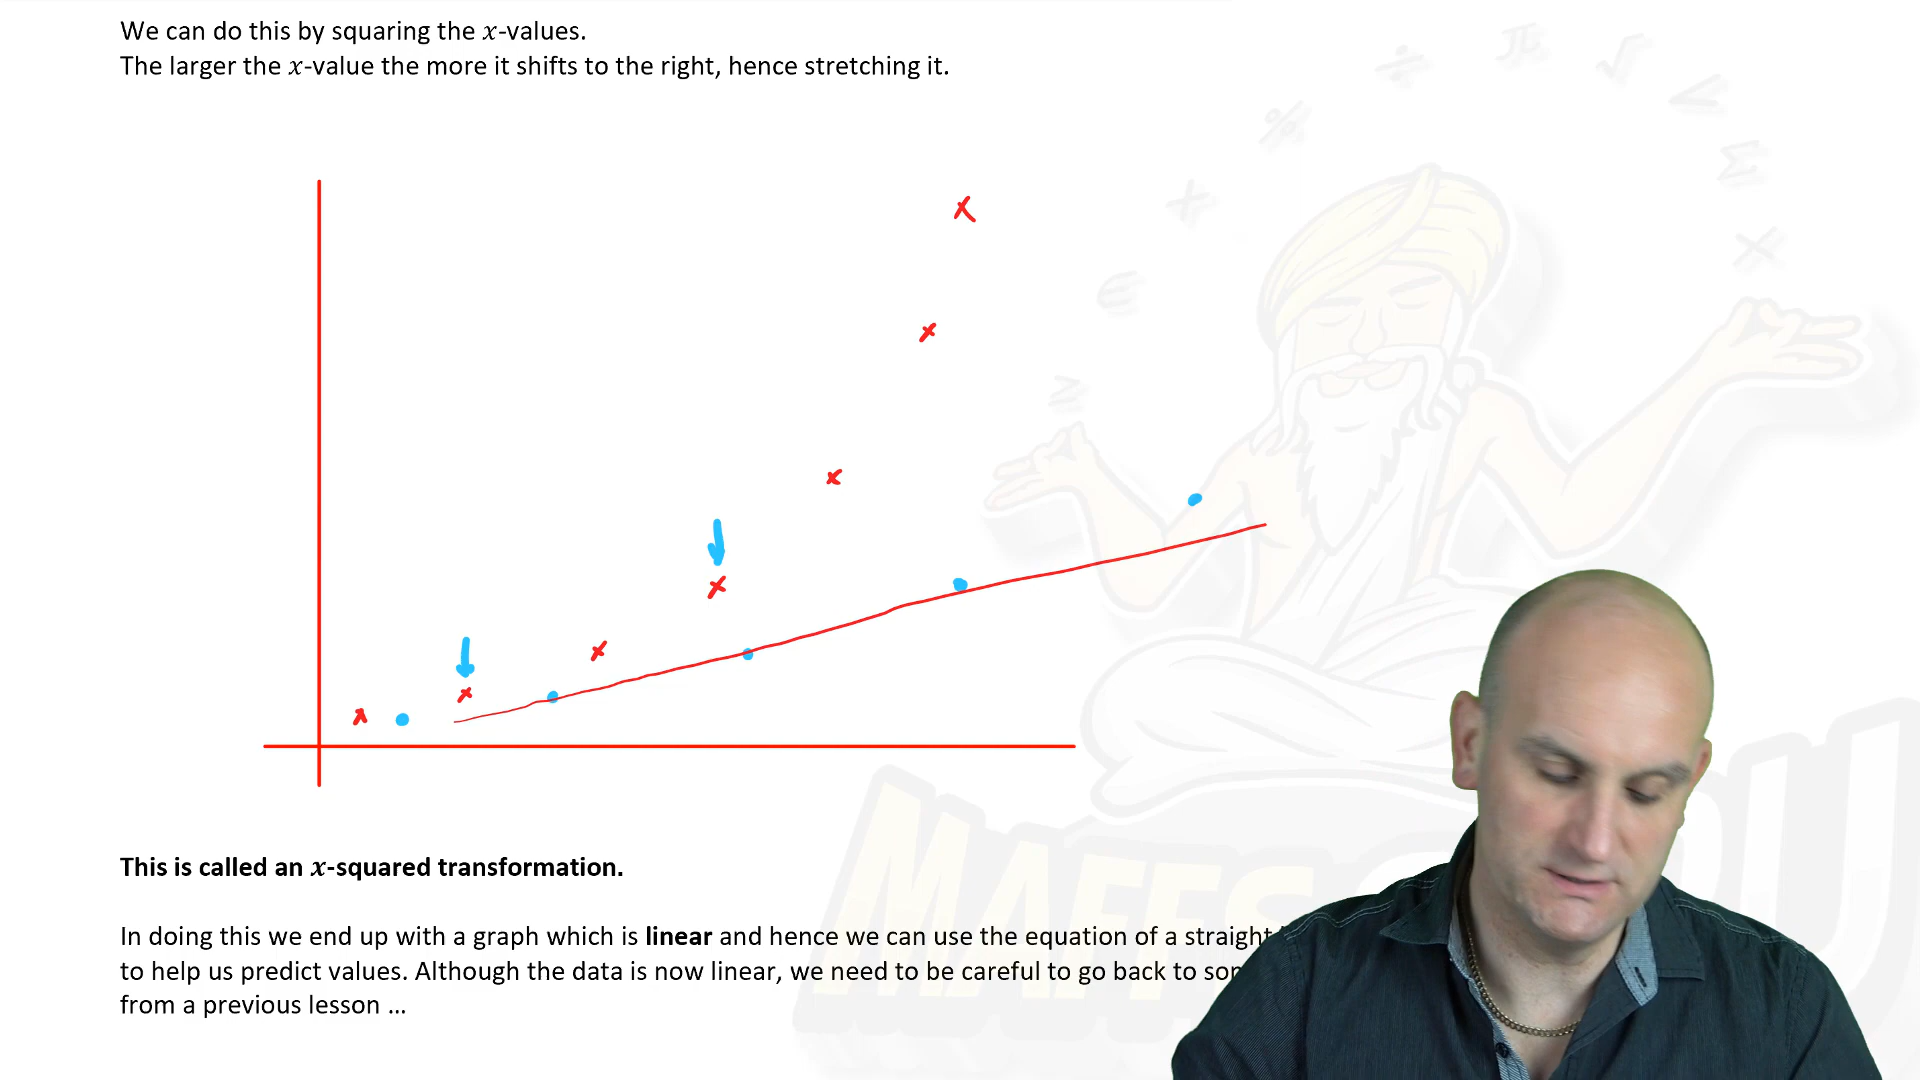 We can do this by squaring the x-values.
The larger the x-value the more it shifts to the right, hence stretching it.
This is called an x-squared transformation.
In doing this we end up with a graph which is linear and hence we can use the equation of a straight
to help us predict values. Although the data is now linear, we need to be careful to go back to
from a previous lesson ...
MAFFS